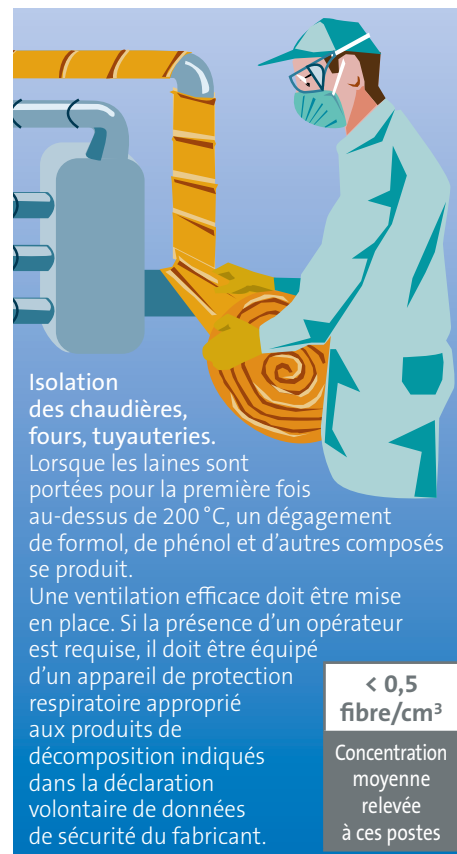 Isolation
des chaudières,
fours, tuyauteries.
Lorsque les laines sont
portées pour la première fois
au-dessus de 200 °C, un dégagement
de formol, de phénol et d’autres composés
se produit.
Une ventilation efficace doit être mise
en place. Si la présence d’un opérateur
est requise, il doit être équipé
d’un appareil de protection
respiratoire approprié
aux produits de
décomposition indiqués
dans la déclaration
volontaire de données
de sécurité du fabricant.
< 0,5
fibre/cm³
Concentration
moyenne
relevée
à ces postes